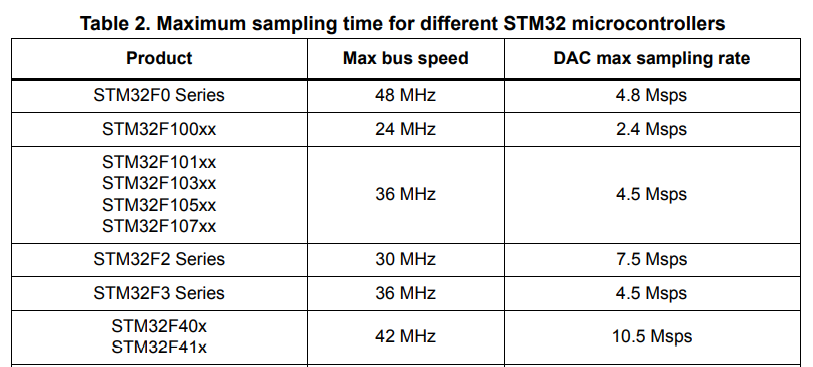 Table 2. Maximum sampling time for different STM32 microcontrollers
Product Max bus speed DAC max sampling rate
STM32F0 Series 48 MHz 4.8 Msps
STM32F100xx 24 MHz 2.4 Msps
STM32F101xx
STM32F103xx
STM32F105xx
STM32F107xx
36 MHz 4.5 Msps
STM32F2 Series 30 MHz 7.5 Msps
STM32F3 Series 36 MHz 4.5 Msps
STM32F40x
STM32F41x
42 MHz 10.5 Msps